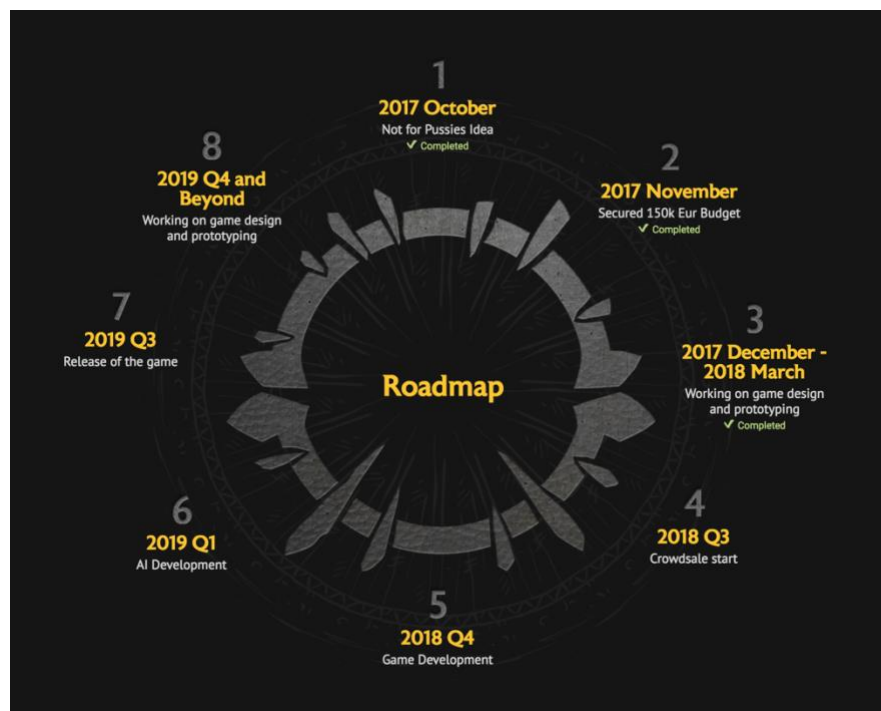 1
2017 October
Not for Pussies Idea
✓ Completed
2
2017 November
Secured 150k Eur Budget
✓ Completed
3
2017 December -
2018 March
Working on game design
and prototyping
✓ Completed
4
2018 Q3
Crowdsale start
5
2018 Q4
Game Development
6
2019 Q1
AI Development
7
2019 Q3
Release of the game
8
2019 Q4 and
Beyond
Working on game design
and prototyping
Roadmap